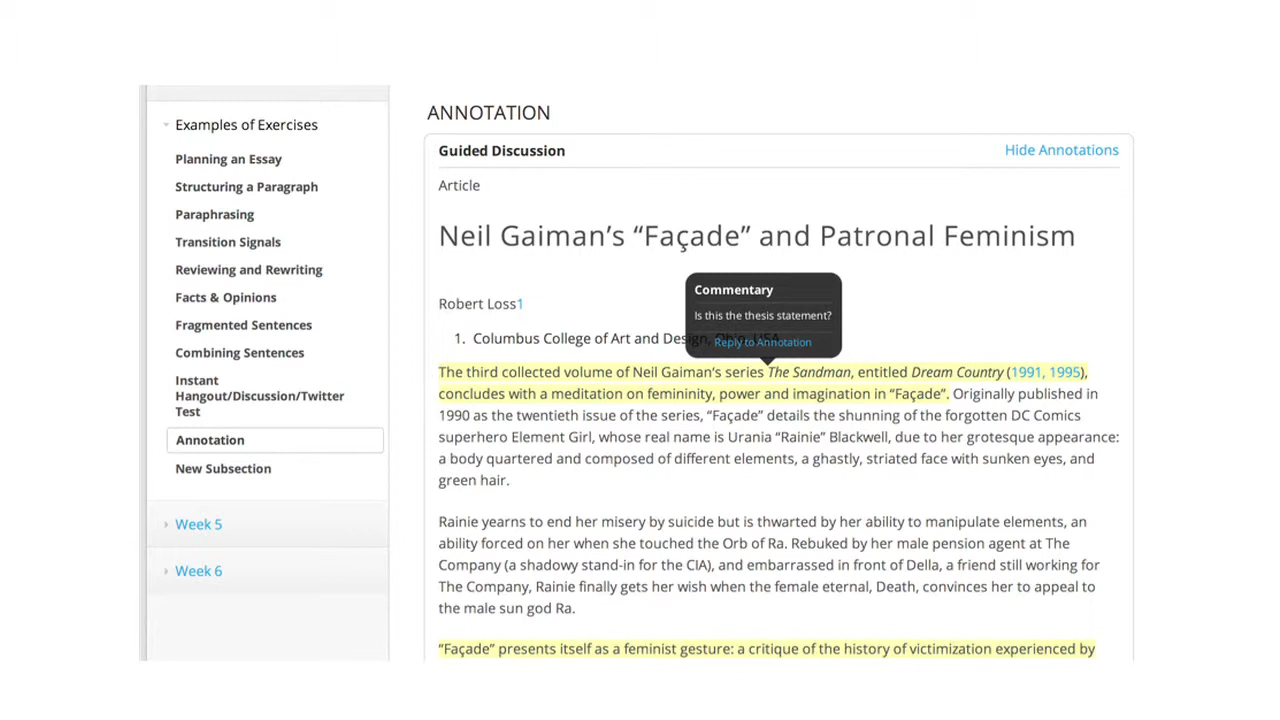 Examples of Exercises
Planning an Essay
Structuring a Paragraph
Paraphrasing
Transition Signals
Reviewing and Rewriting
Facts & Opinions
Fragmented Sentences
Combining Sentences
Instant
Hangout/Discussion/Twitter
Test
Annotation
New Subsection
Week 5
Week 6
ANNOTATION
Guided Discussion
Hide Annotations
Article
Neil Gaiman's “Façade” and Patronal Feminism
Robert Loss1
1. Columbus College of Art and Design, Ohio, USA
Commentary
Is this the thesis statement?
Reply to Annotation
The third collected volume of Neil Gaiman's series The Sandman, entitled Dream Country (1991, 1995),
concludes with a meditation on femininity, power and imagination in “Façade”. Originally published in
1990 as the twentieth issue of the series, “Façade” details the shunning of the forgotten DC Comics
superhero Element Girl, whose real name is Urania “Rainie” Blackwell, due to her grotesque appearance:
a body quartered and composed of different elements, a ghastly, striated face with sunken eyes, and
green hair.
Rainie yearns to end her misery by suicide but is thwarted by her ability to manipulate elements, an
ability forced on her when she touched the Orb of Ra. Rebuked by her male pension agent at The
Company (a shadowy stand-in for the CIA), and embarrassed in front of Della, a friend still working for
The Company, Rainie finally gets her wish when the female eternal, Death, convinces her to appeal to
the male sun god Ra.
“Façade” presents itself as a feminist gesture: a critique of the history of victimization experienced by